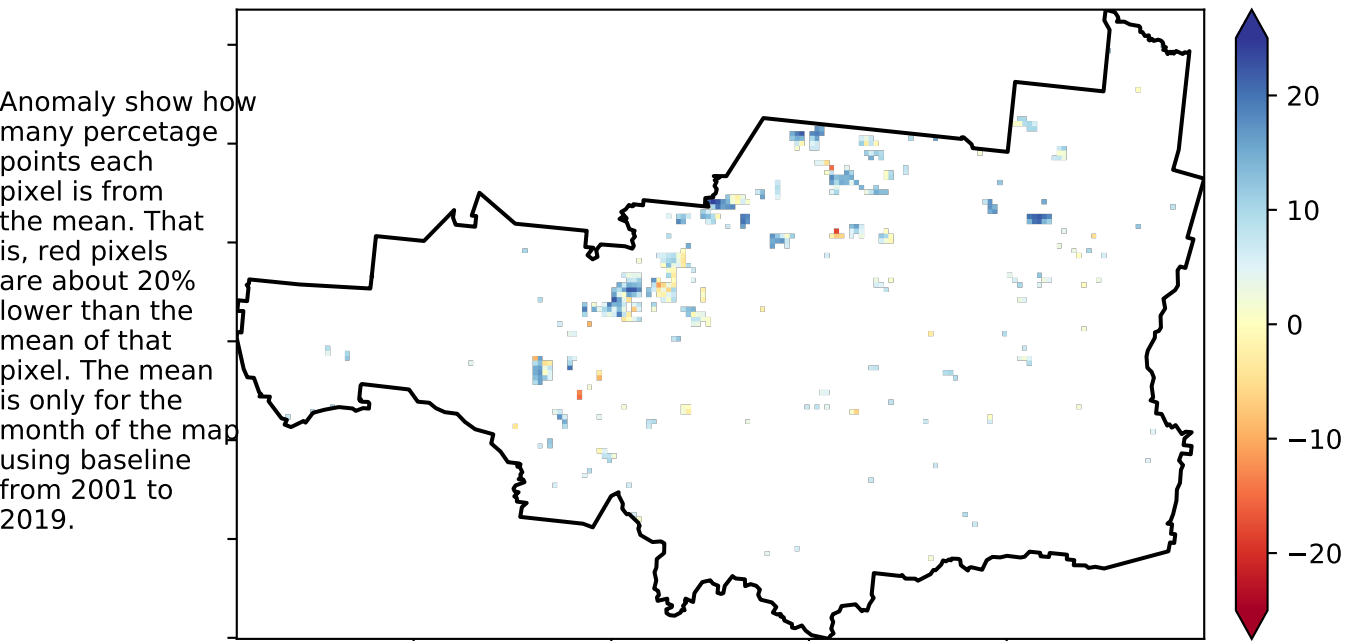 Anomaly show how
many percetage
points each
pixel is from
the mean. That
is, red pixels
are about 20%
lower than the
mean of that
pixel. The mean
is only for the
month of the map
using baseline
from 2001 to
2019.
20
10
0
−10
−20